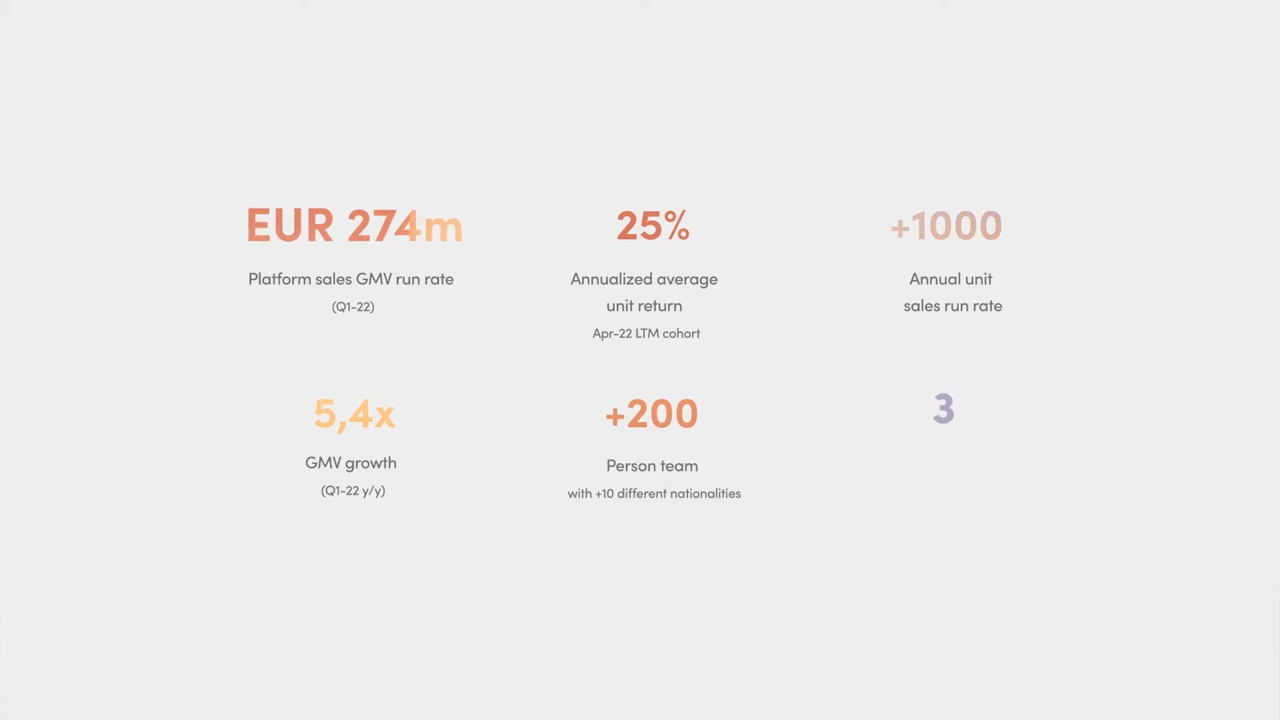 EUR 274m
Platform sales GMV run rate
(Q1-22)
25%
Annualized average
unit return
Apr-22 LTM cohort
+1000
Annual unit
sales run rate
5,4x
GMV growth
(Q1-22 y/y)
+200
Person team
with +10 different nationalities
3